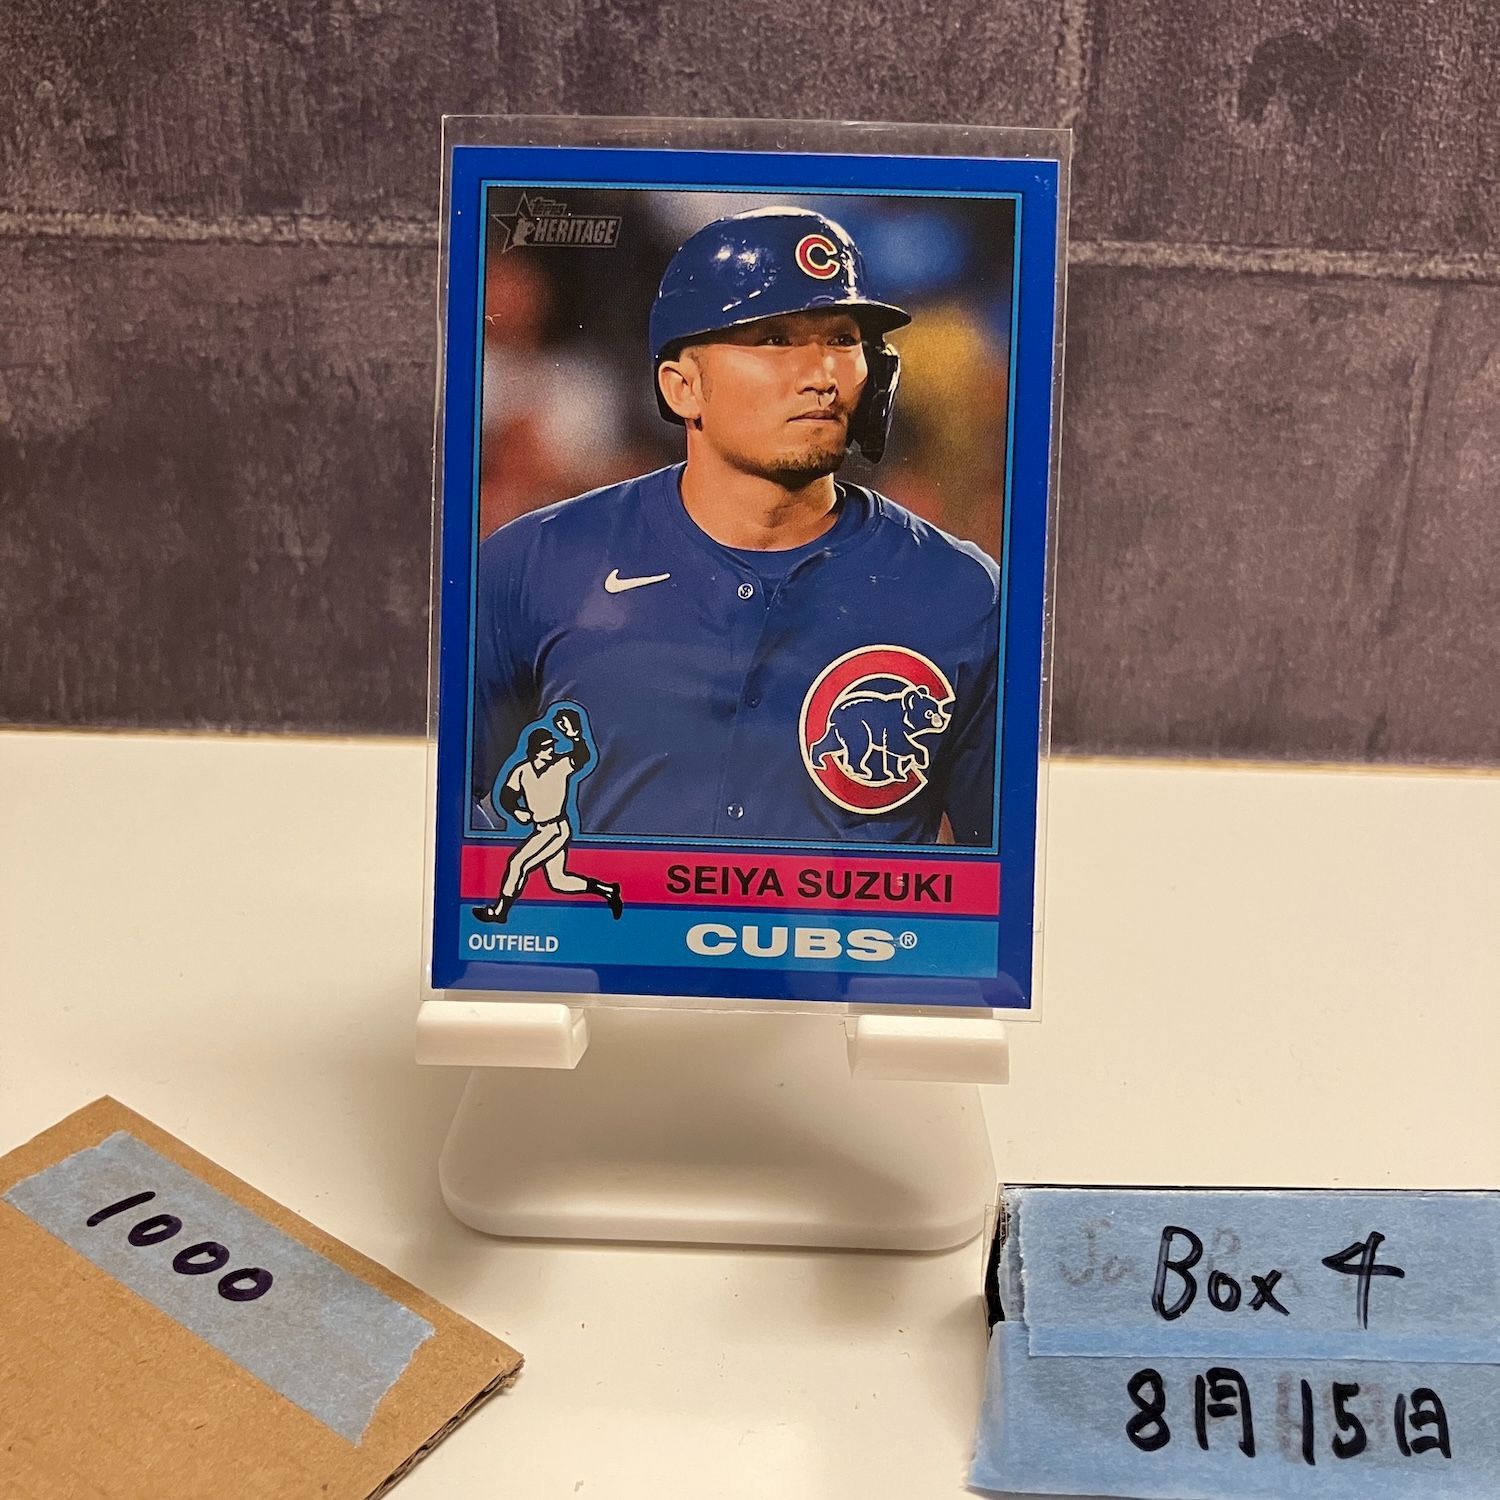 Topps
HERITAGE
C
SEIYA SUZUKI
OUTFIELD
CUBS®
1000
Box 4
8月15日